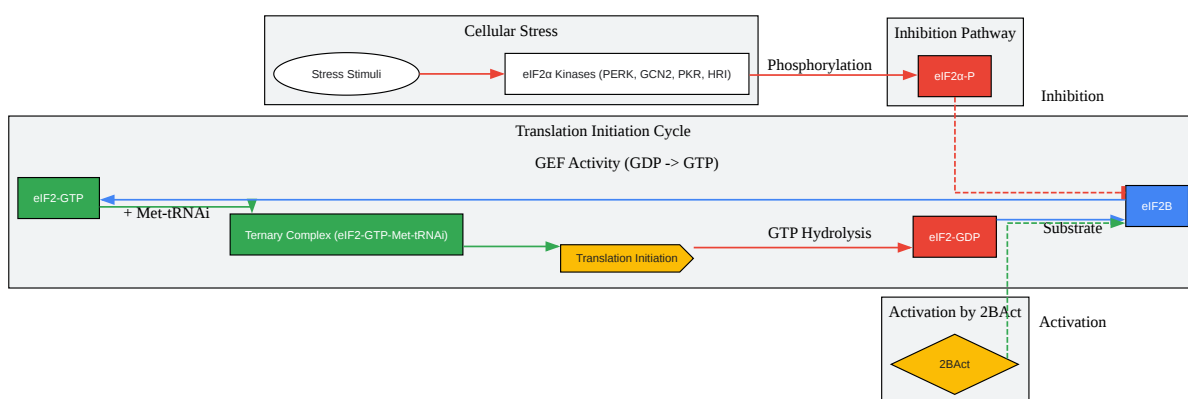 Cellular Stress
Stress Stimuli
eIF2α Kinases (PERK, GCN2, PKR, HRI)
Phosphorylation
Inhibition Pathway
eIF2α-P
Inhibition
Translation Initiation Cycle
GEF Activity (GDP -> GTP)
eIF2-GTP
+ Met-tRNAi
Ternary Complex (eIF2-GTP-Met-tRNAi)
Translation Initiation
GTP Hydrolysis
eIF2-GDP
Substrate
eIF2B
Activation by 2BAct
Activation
2BAct